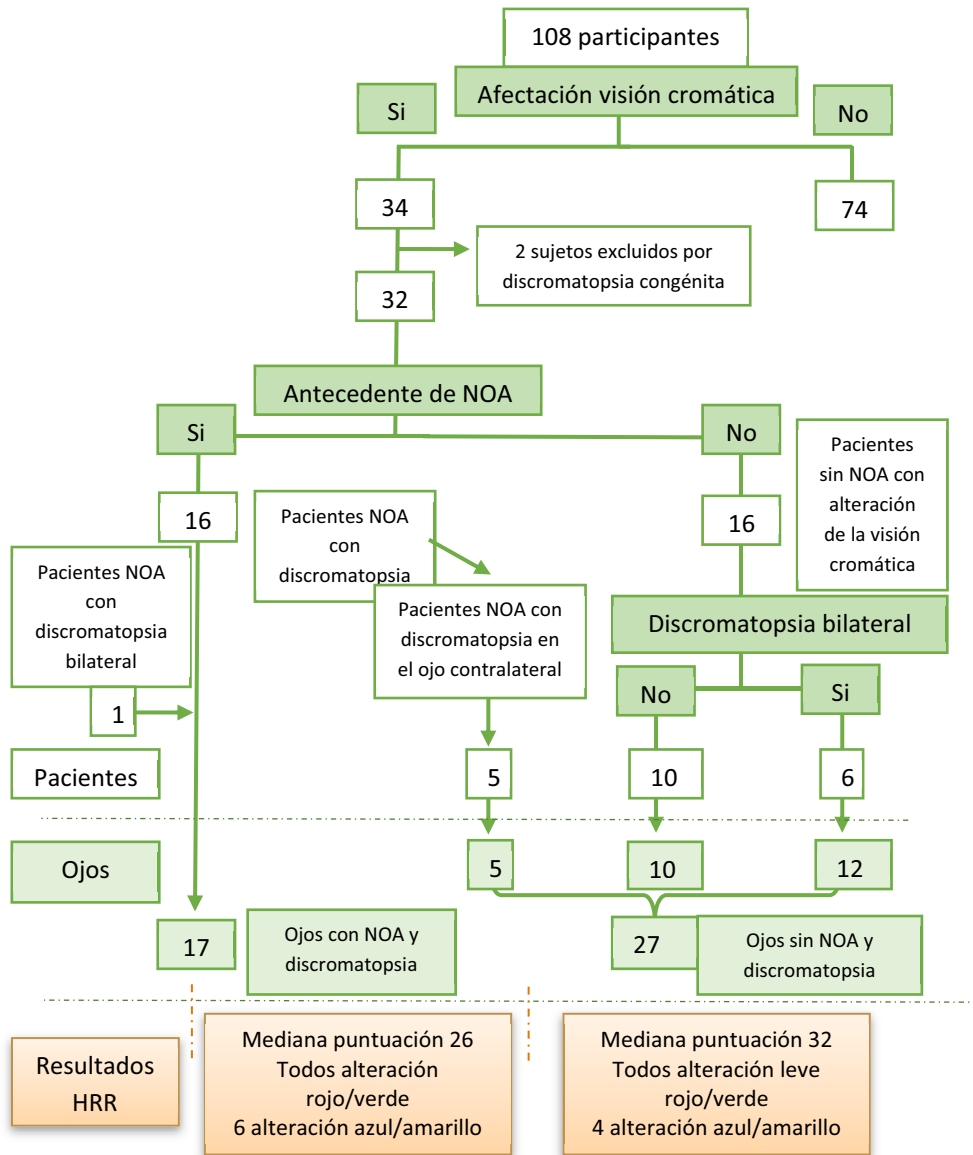 108 participantes
Afectación visión cromática
Si
No
34
74
2 sujetos excluidos por
discromatopsia congénita
32
Antecedente de NOA
Si
No
16
Pacientes NOA
con
discromatopsia
16
Pacientes
sin NOA con
alteración
de la visión
cromática
Pacientes NOA
con
discromatopsia
bilateral
1
Pacientes NOA con
discromatopsia en
el ojo contralateral
Discromatopsia bilateral
No
Si
Pacientes
5
10
6
Ojos
5
10
12
17
Ojos con NOA y
discromatopsia
27
Ojos sin NOA y
discromatopsia
Resultados
HRR
Mediana puntuación 26
Todos alteración
rojo/verde
6 alteración azul/amarillo
Mediana puntuación 32
Todos alteración leve
rojo/verde
4 alteración azul/amarillo